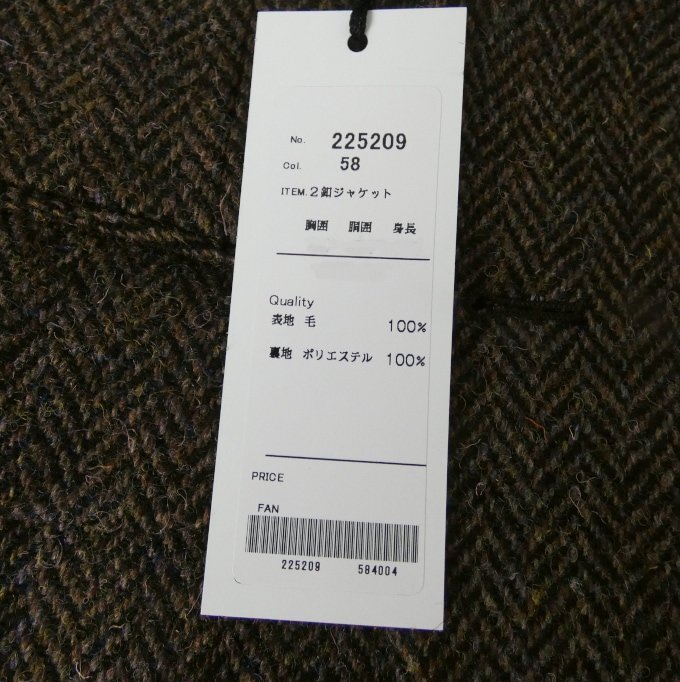 No. 225209
Col. 58
ITEM.2釦ジャケット
胸囲 胴囲 身長
Quality
表地 毛 100%
裏地 ポリエステル 100%
PRICE
FAN
225209 584004